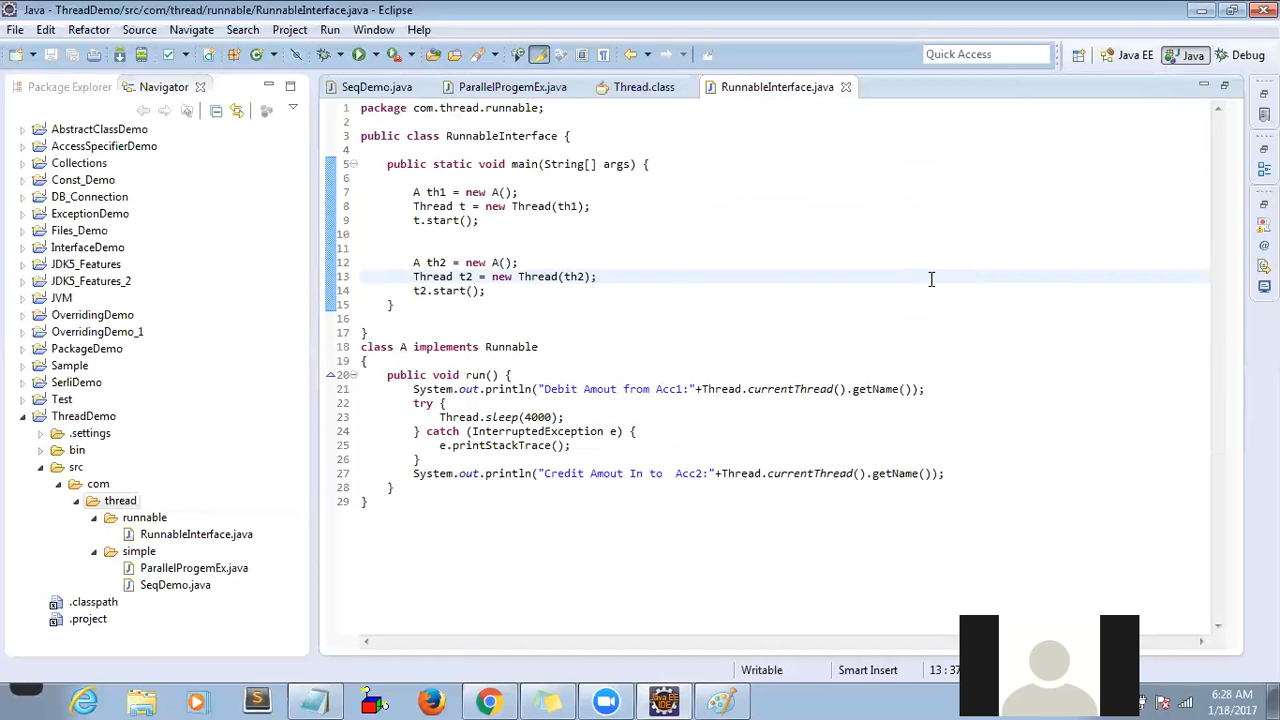 Java - ThreadDemo/src/com/thread/runnable/RunnableInterface.java - Eclipse
File Edit Refactor Source Navigate Search Project Run Window Help
Quick Access Java EE Java Debug
Package Explorer Navigator
AbstractClassDemo
AccessSpecifierDemo
Collections
Const_Demo
DB_Connection
ExceptionDemo
Files_Demo
InterfaceDemo
JDK5_Features
JDK5_Features_2
JVM
OverridingDemo
OverridingDemo_1
PackageDemo
Sample
SerliDemo
Test
ThreadDemo
.settings
bin
src
com
thread
runnable
RunnableInterface.java
simple
ParallelProgemEx.java
SeqDemo.java
.classpath
.project
SeqDemo.java ParallelProgemEx.java Thread.class RunnableInterface.java
1 package com.thread.runnable;
2
3 public class RunnableInterface {
4
5 public static void main(String[] args) {
6
7 A th1 = new A();
8 Thread t = new Thread(th1);
9 t.start();
10
11
12 A th2 = new A();
13 Thread t2 = new Thread(th2);
14 t2.start();
15 }
16
17 }
18 class A implements Runnable
19 {
20 public void run() {
21 System.out.println("Debit Amout from Acc1:"+Thread.currentThread().getName());
22 try {
23 Thread.sleep(4000);
24 } catch (InterruptedException e) {
25 e.printStackTrace();
26 }
27 System.out.println("Credit Amout In to  Acc2:"+Thread.currentThread().getName());
28 }
29 }
Writable Smart Insert 13 : 37
Java EE
IDE
6:28 AM
1/18/2017